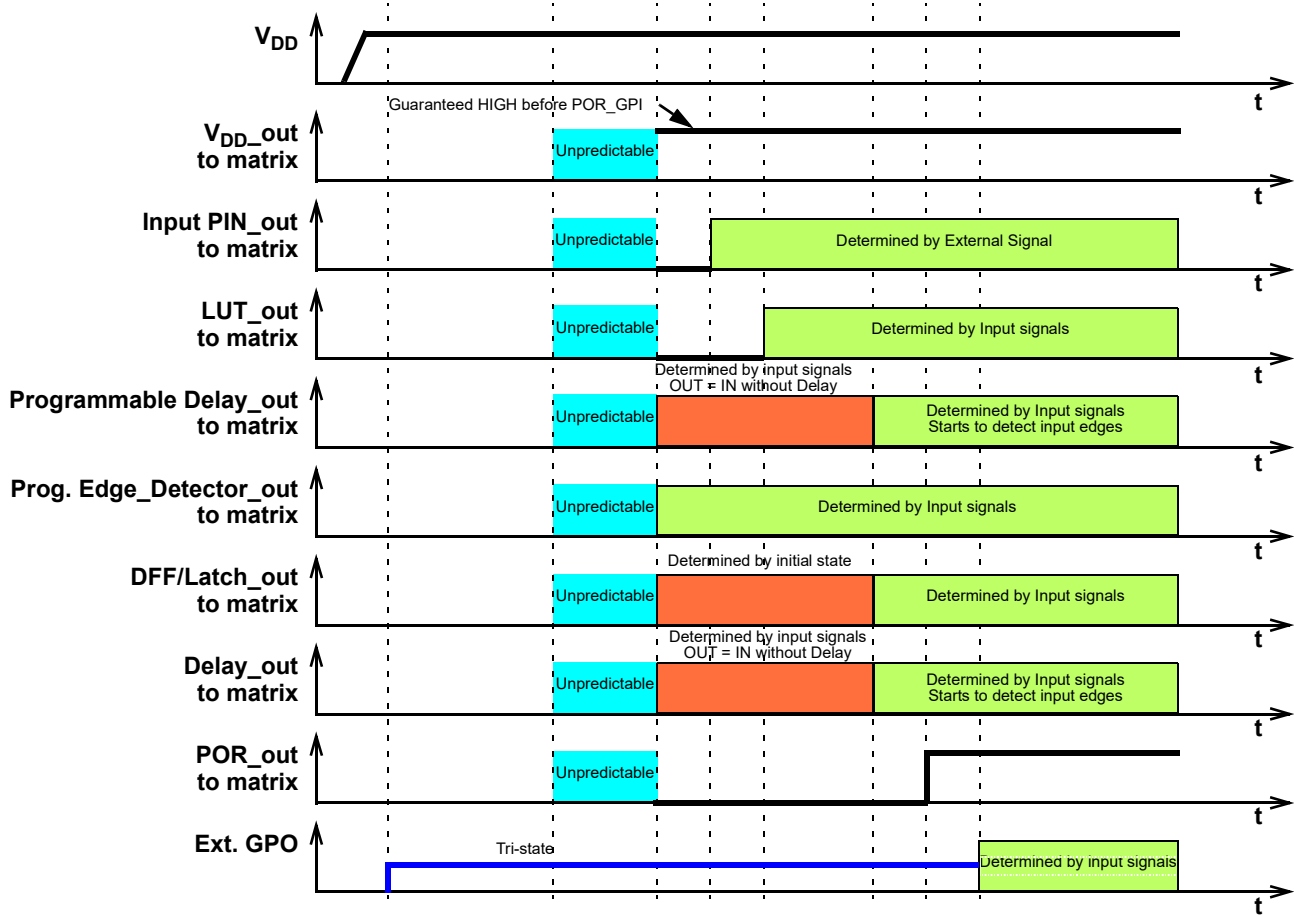 VDD
t
Guaranteed HIGH before POR_GPI
VDD_out
to matrix
Unpredictable
t
Input PIN_out
to matrix
Unpredictable
Determined by External Signal
t
LUT_out
to matrix
Unpredictable
Determined by Input signals
t
Determined by input signals
OUT = IN without Delay
Programmable Delay_out
to matrix
Unpredictable
Determined by Input signals
Starts to detect input edges
t
Prog. Edge_Detector_out
to matrix
Unpredictable
Determined by Input signals
t
Determined by initial state
DFF/Latch_out
to matrix
Unpredictable
Determined by Input signals
t
Determined by input signals
OUT = IN without Delay
Delay_out
to matrix
Unpredictable
Determined by Input signals
Starts to detect input edges
t
POR_out
to matrix
Unpredictable
t
Ext. GPO
Tri-state
Determined by input signals
t